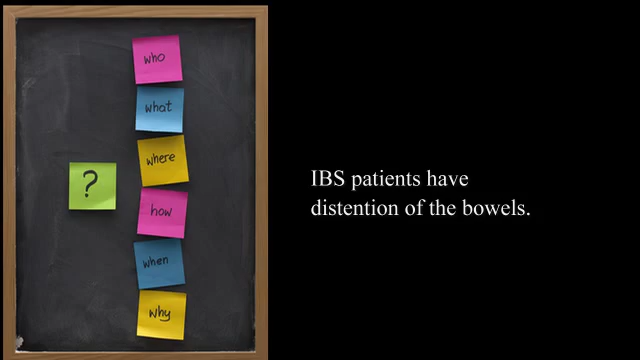 who
what
where
?
how
when
why
IBS patients have
distention of the bowels.